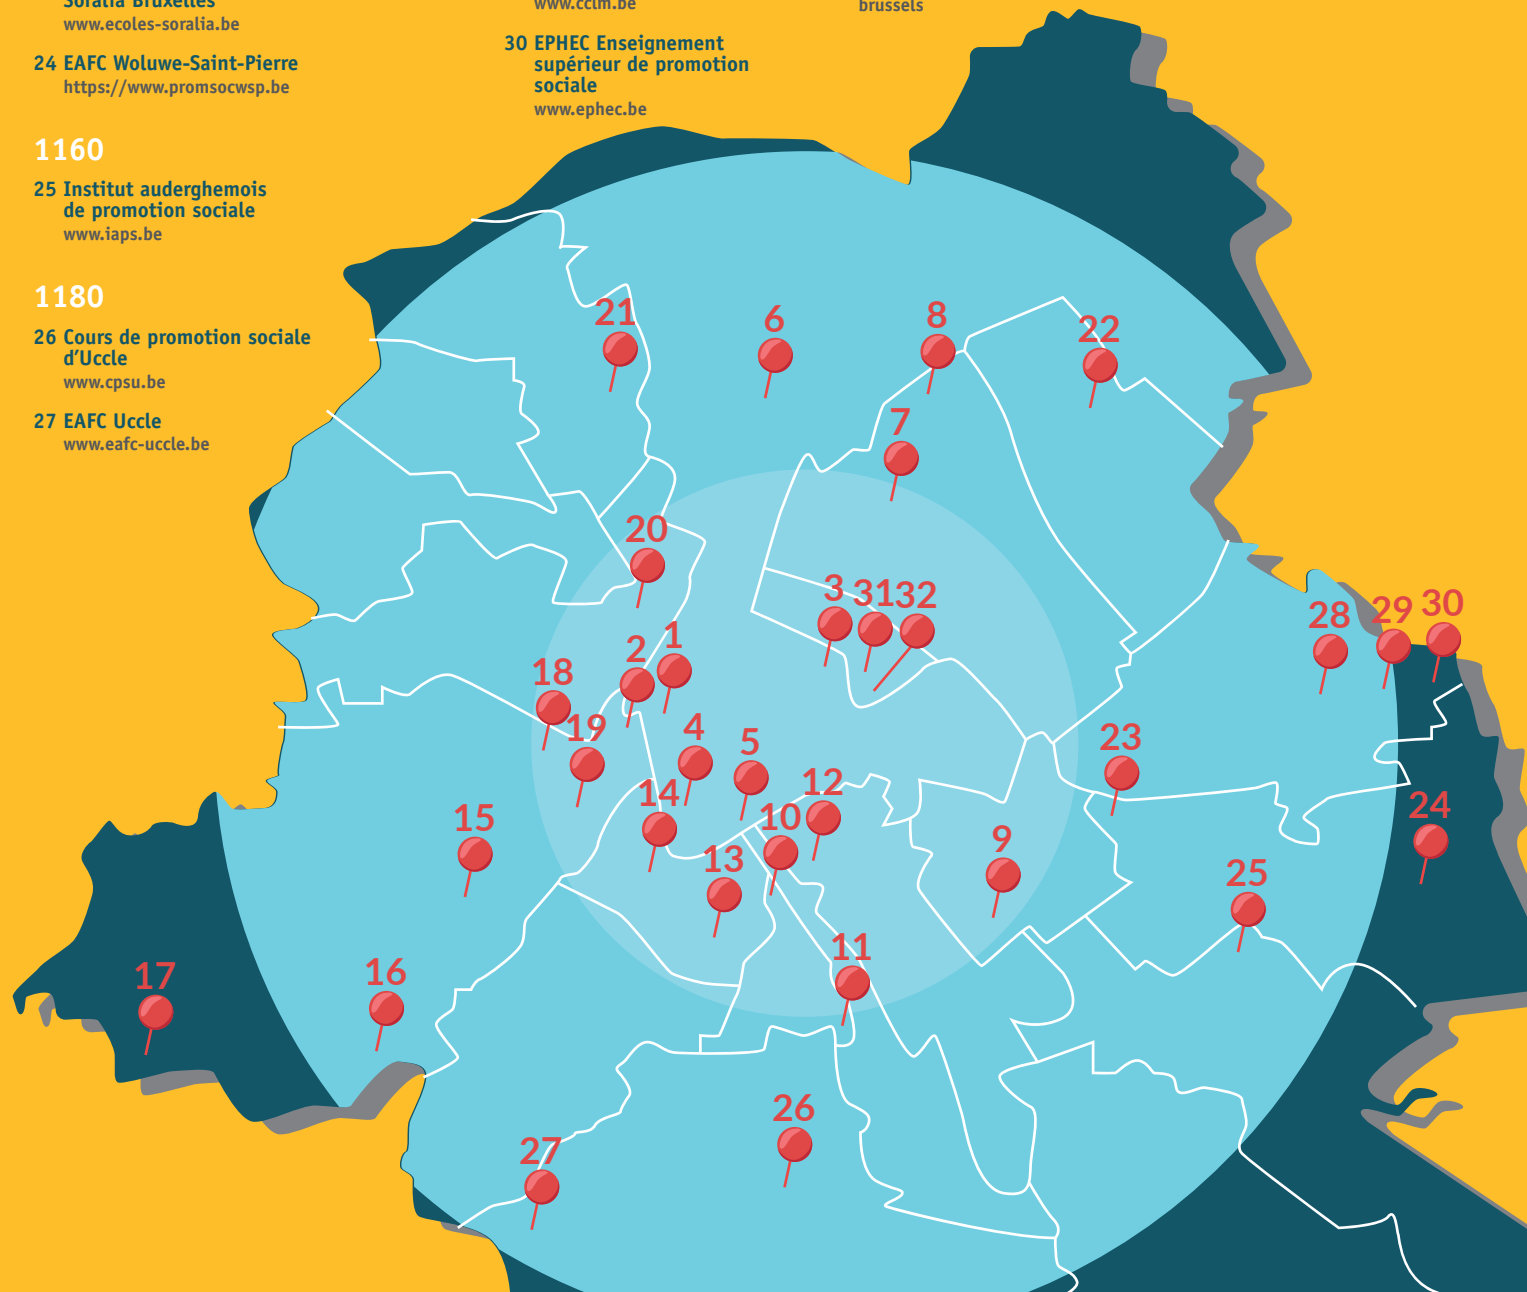 Soralia Bruxelles
www.ecoles-soralia.be
24 EAFC Woluwe-Saint-Pierre
https://www.promsocwsp.be
1160
25 Institut auderghemois
de promotion sociale
www.iaps.be
1180
26 Cours de promotion sociale
d'Uccle
www.cpsu.be
27 EAFC Uccle
www.eafc-uccle.be
www.cclm.be
30 EPHEC Enseignement
supérieur de promotion
sociale
www.ephec.be
brussels
21
6
8
22
7
20
3
31
32
28
29
30
2
1
18
19
4
5
23
12
14
10
15
13
9
24
25
11
17
16
26
27